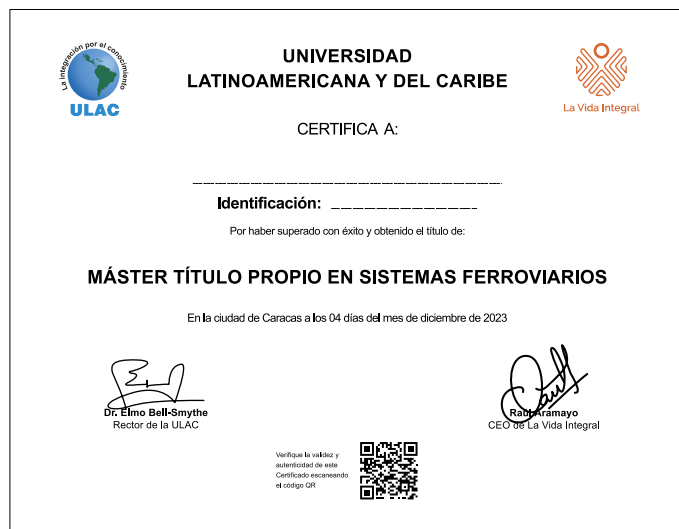 La integración por el conocimiento
ULAC
UNIVERSIDAD
LATINOAMERICANA Y DEL CARIBE
La Vida Integral
CERTIFICA A:
Identificación:
Por haber superado con éxito y obtenido el título de:
MÁSTER TÍTULO PROPIO EN SISTEMAS FERROVIARIOS
En la ciudad de Caracas a los 04 días del mes de diciembre de 2023
Dr. Elmo Bell-Smythe
Rector de la ULAC
Raúl Aramayo
CEO de La Vida Integral
Verifique la validez y
autenticidad de este
Certificado escaneando
el código QR